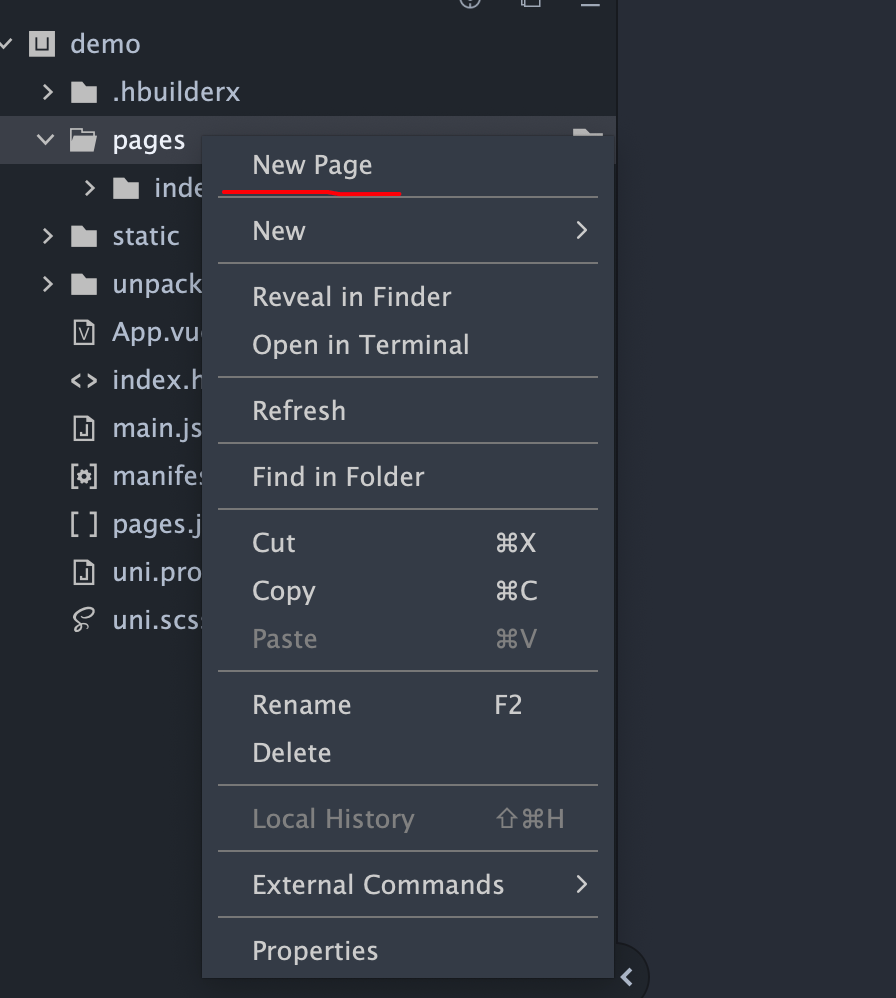 demo
.hbuilderx
pages
New Page
inde
static
New
unpack
Reveal in Finder
App.vu
Open in Terminal
index.h
Refresh
main.js
manifes
Find in Folder
pages.j
Cut ⌘X
uni.pro
Copy ⌘C
uni.scs
Paste ⌘V
Rename F2
Delete
Local History ⇧⌘H
External Commands
Properties